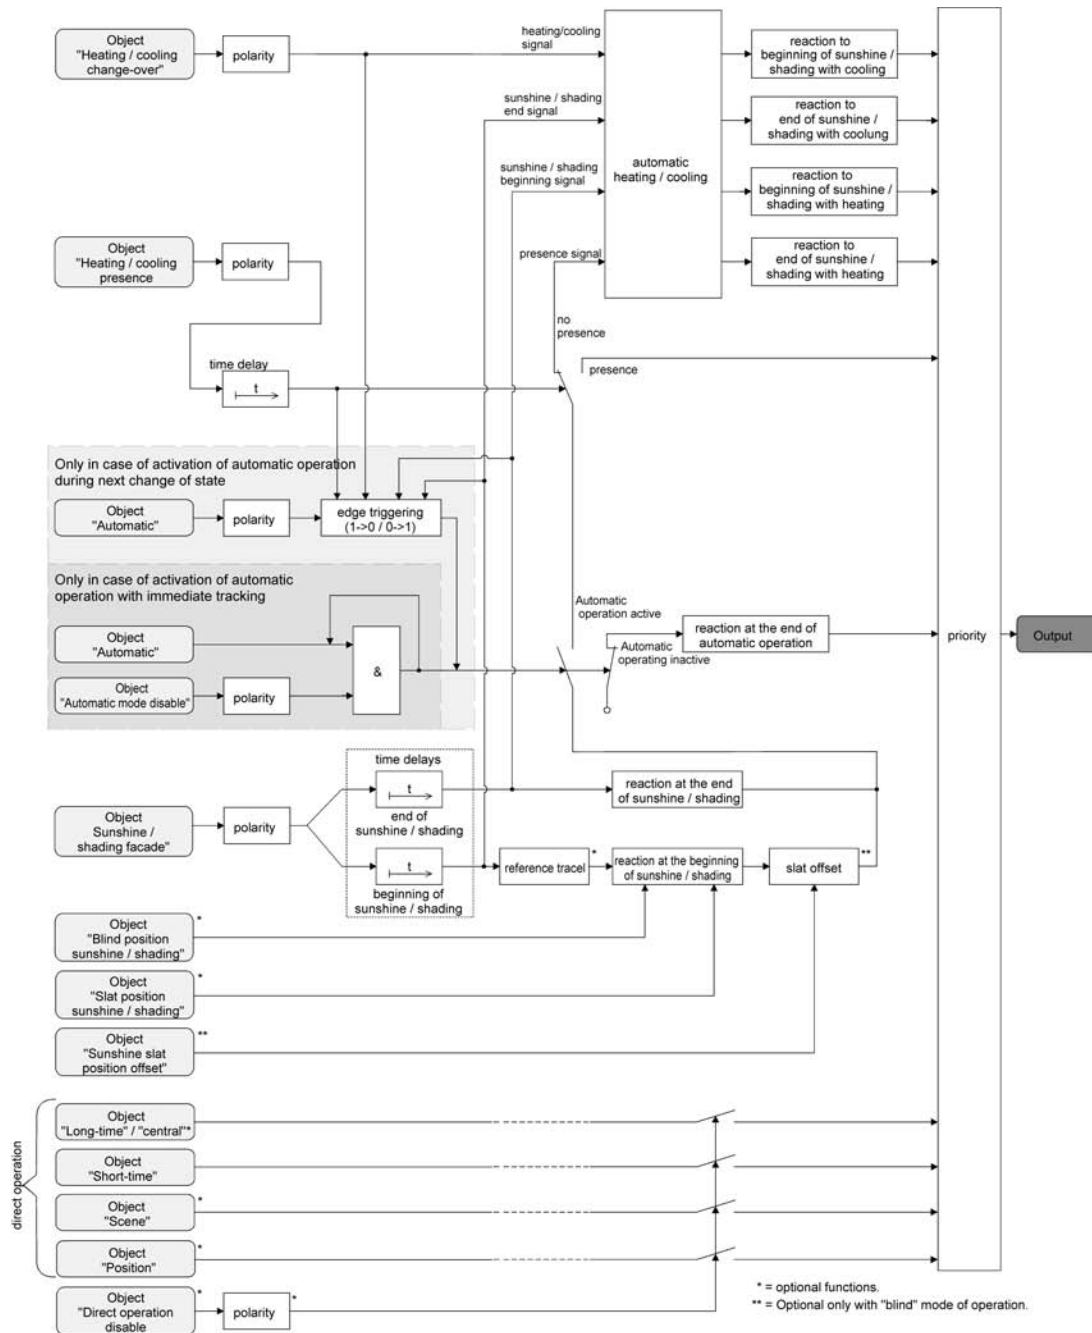 Object
"Heating / cooling
change-over"
polarity
heating/cooling
signal
reaction to
beginning of sunshine /
shading with cooling
sunshine / shading
end signal
reaction to
end of sunshine /
shading with coolung
automatic
heating / cooling
sunshine / shading
beginning signal
reaction to
beginning of sunshine /
shading with heating
Object
"Heating / cooling
presence
polarity
presence signal
reaction to
end of sunshine /
shading with heating
no
presence
time delay
t
presence
Only in case of activation of automatic operation
during next change of state
Object
"Automatic"
polarity
edge triggering
(1->0 / 0->1)
Only in case of activation of automatic
operation with immediate tracking
Object
"Automatic"
Object
"Automatic mode disable"
polarity
&
Automatic
operation active
Automatic
operating inactive
reaction at the end of
automatic operation
priority
Output
time delays
t
end of
sunshine / shading
reaction at the end
of sunshine / shading
Object
Sunshine /
shading facade"
polarity
t
beginning of
sunshine / shading
reference tracel
*
reaction at the beginning
of sunshine / shading
slat offset
**
Object
"Blind position
sunshine / shading"
*
Object
"Slat position
sunshine / shading"
*
Object
"Sunshine slat
position offset"
**
direct operation
Object
"Long-time" / "central"*
Object
"Short-time"
Object
"Scene"
*
Object
"Position"
*
Object
"Direct operation
disable
*
polarity
*
* = optional functions.
** = Optional only with "blind" mode of operation.